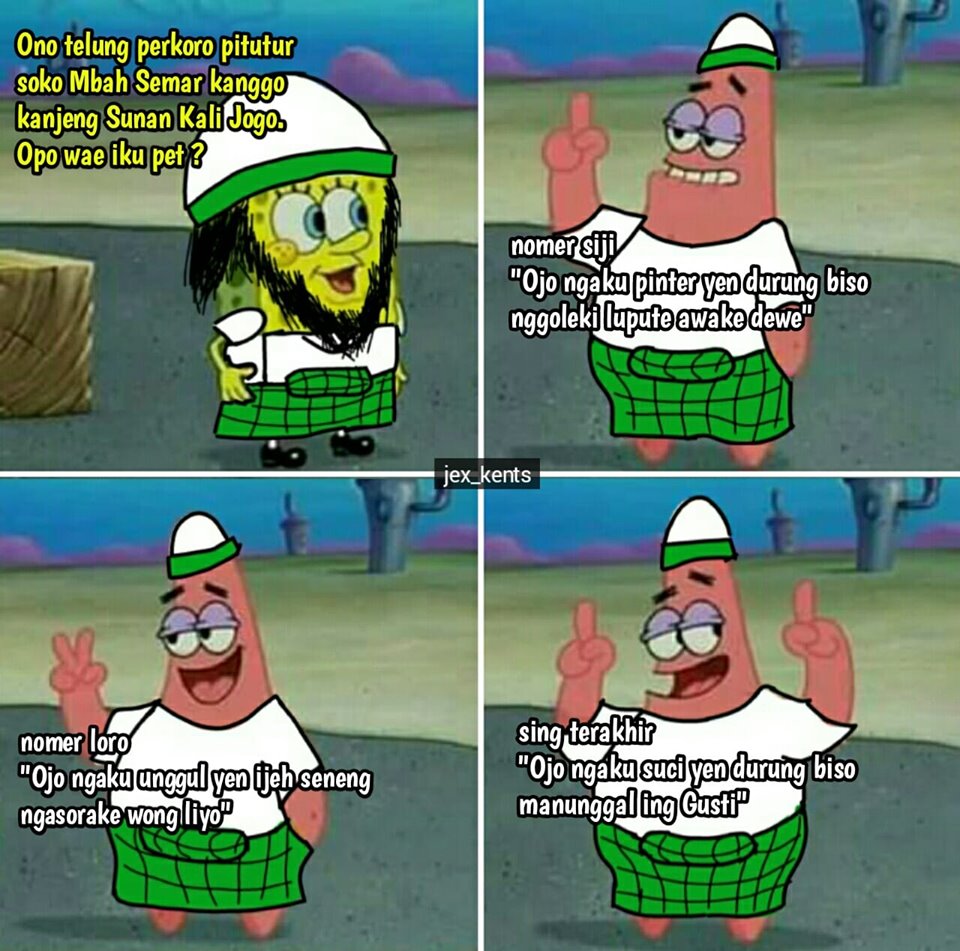 Ono telung perkoro pitutur
soko Mbah Semar kanggo
kanjeng Sunan Kali Jogo.
Opo wae iku pet ?
nomer siji
"Ojo ngaku pinter yen durung biso
nggoleki lupute awake dewe"
jex_kents
nomer loro
"Ojo ngaku unggul yen ijeh seneng
ngasorake wong liyo"
sing terakhir
"Ojo ngaku suci yen durung biso
manunggal ing Gusti"